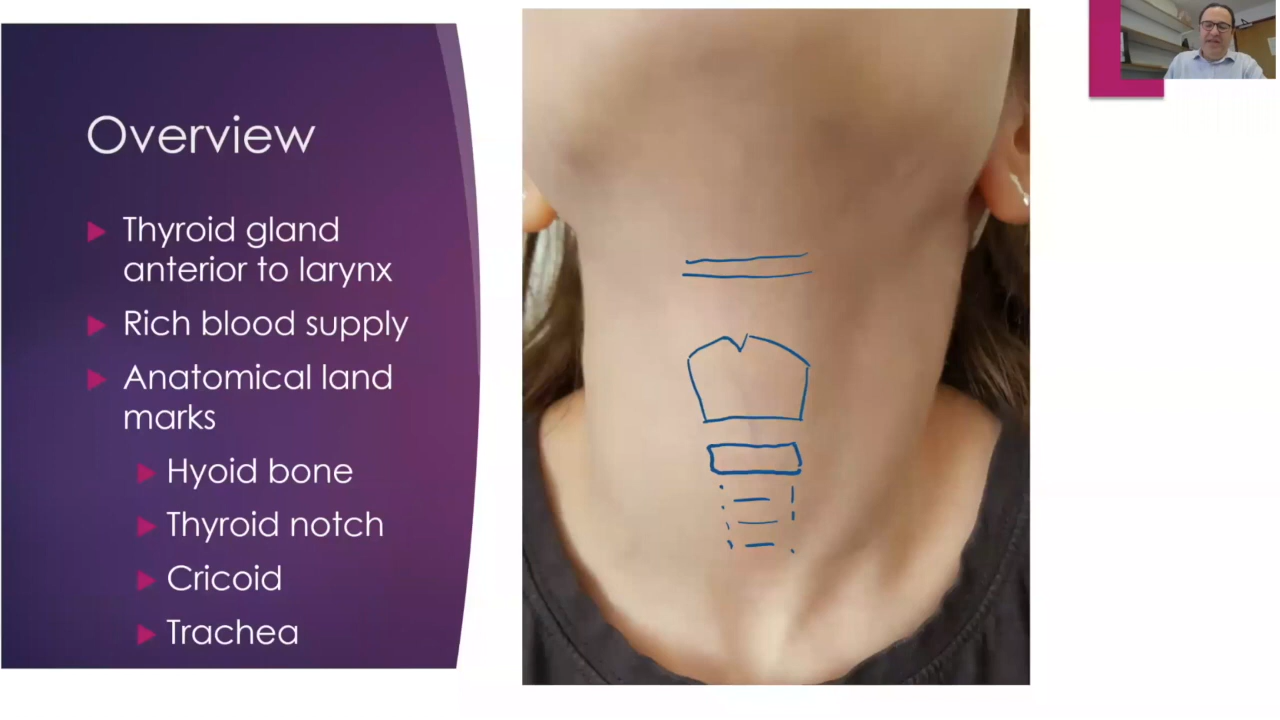 Overview
Thyroid gland
anterior to larynx
Rich blood supply
Anatomical land
marks
Hyoid bone
Thyroid notch
Cricoid
Trachea